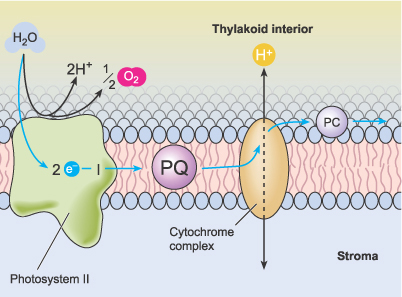 Thylakoid interior
H₂O
2H⁺
1/2 O₂
H⁺
PC
2 e⁻
PQ
Cytochrome
complex
Stroma
Photosystem II